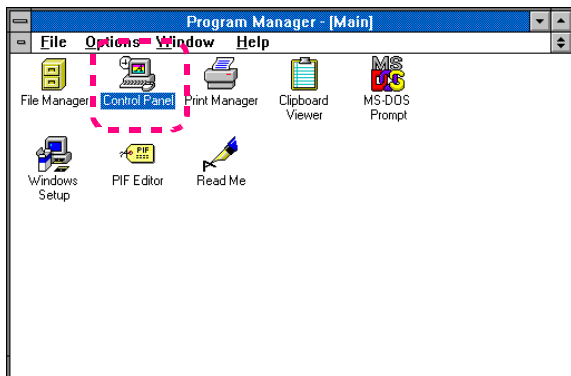 Program Manager - [Main]
File Options Window Help
File Manager Control Panel Print Manager Clipboard Viewer MS-DOS Prompt
MS DOS
PIF
Windows Setup PIF Editor Read Me